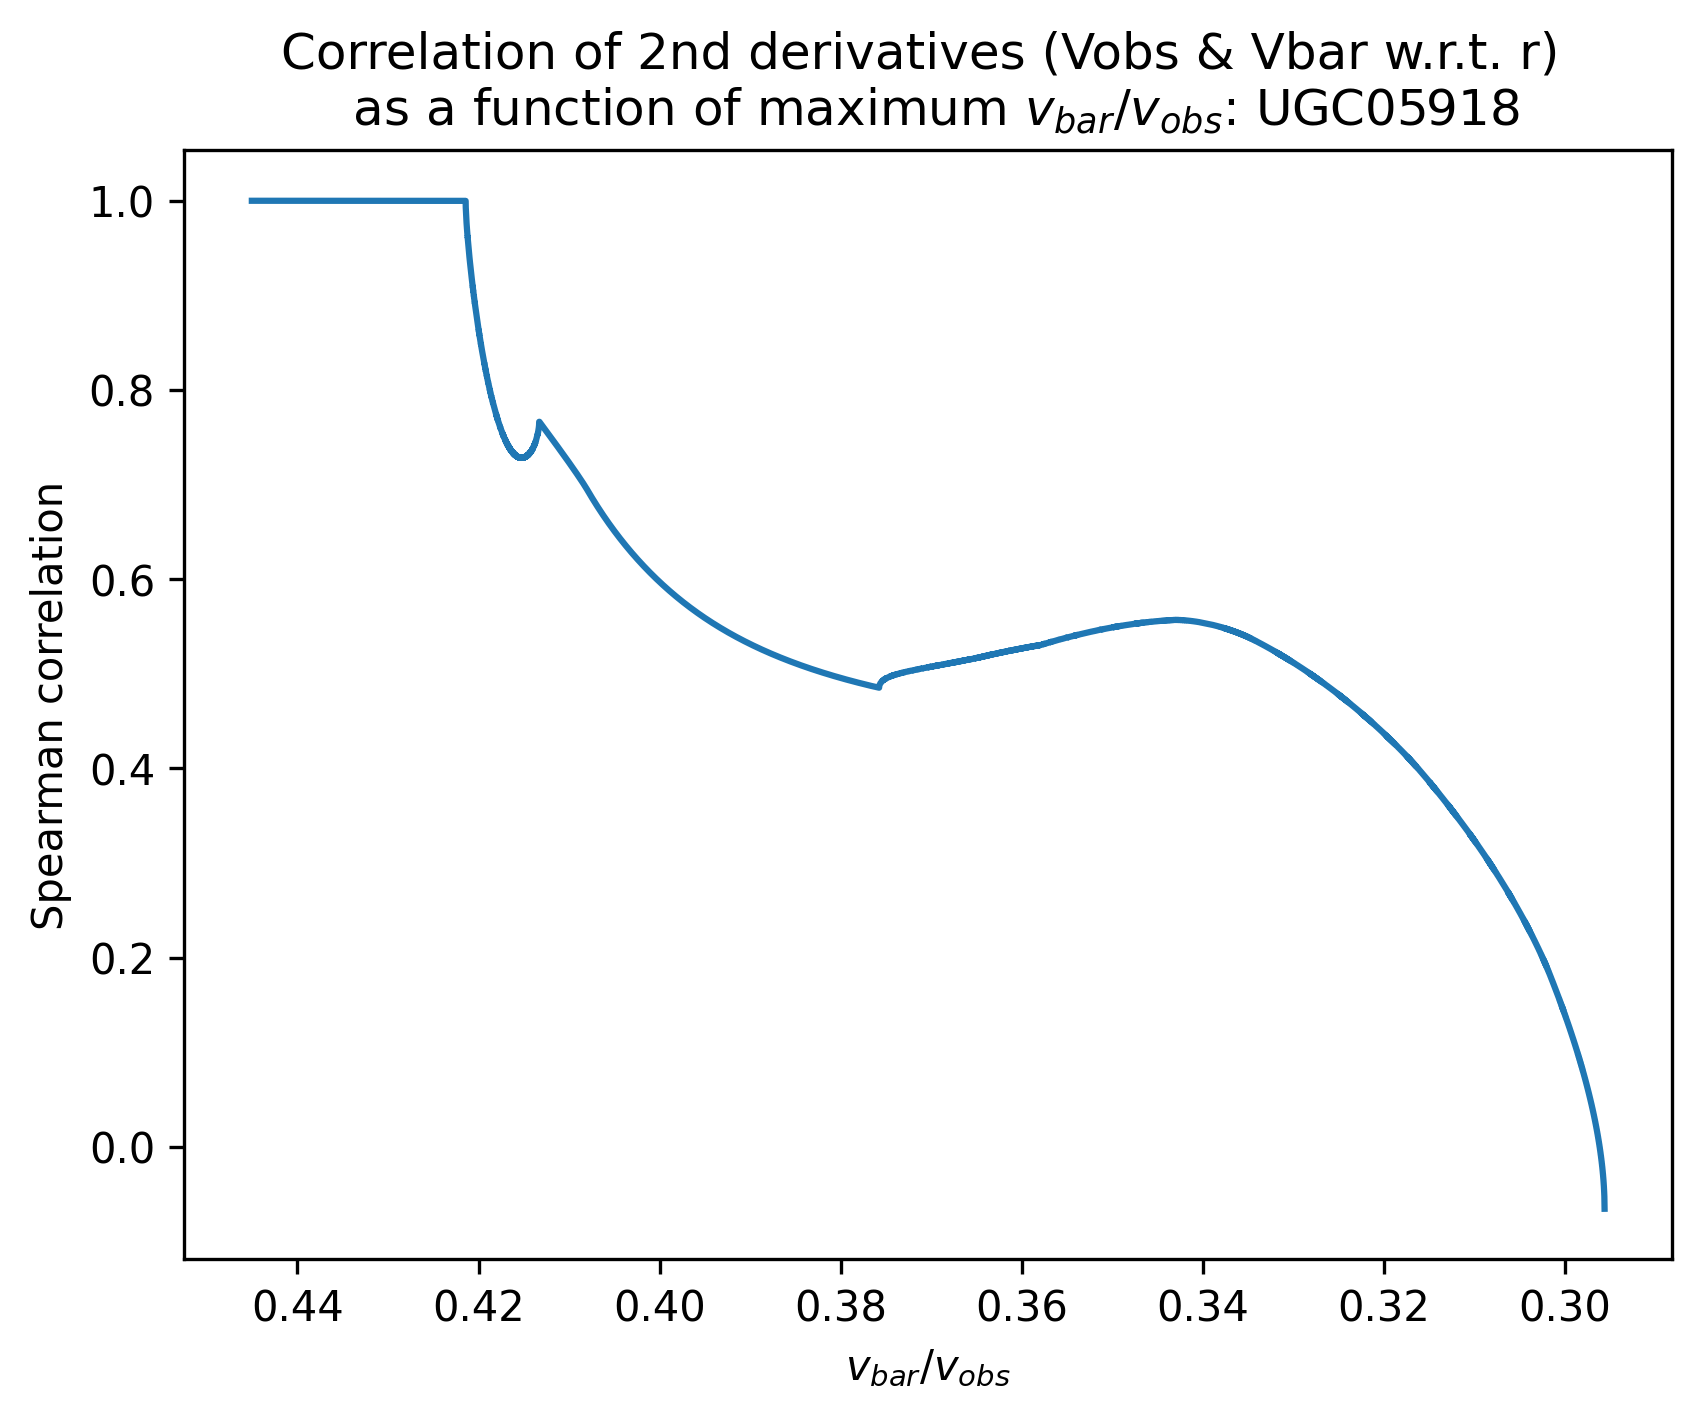 Correlation of 2nd derivatives (Vobs & Vbar w.r.t. r)
as a function of maximum v_bar/v_obs: UGC05918
1.0
0.8
0.6
0.4
0.2
0.0
Spearman correlation
0.44 0.42 0.40 0.38 0.36 0.34 0.32 0.30
v_bar/v_obs